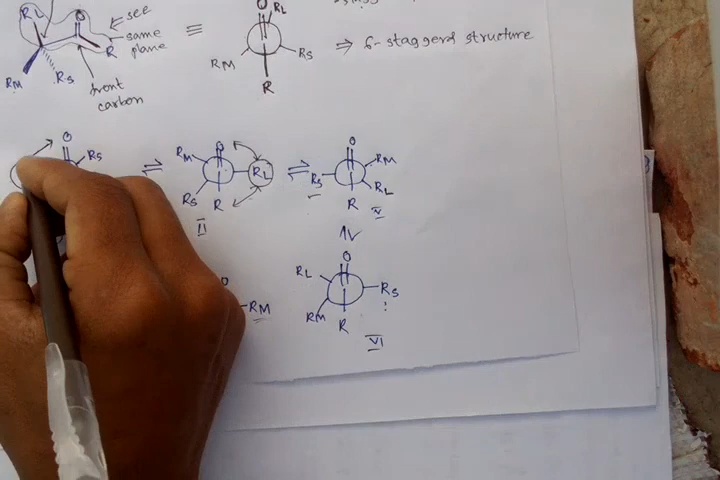 RL O see
same
plane
RM RS R
front
carbon
≡
O RL
RM RS
R
⇒ 6-staggered structure
O
RS
⇌
RM O
RL
RS R
II
⇌
O RM
RS RL
R V
O
RL
RS
RM R
VI
RM